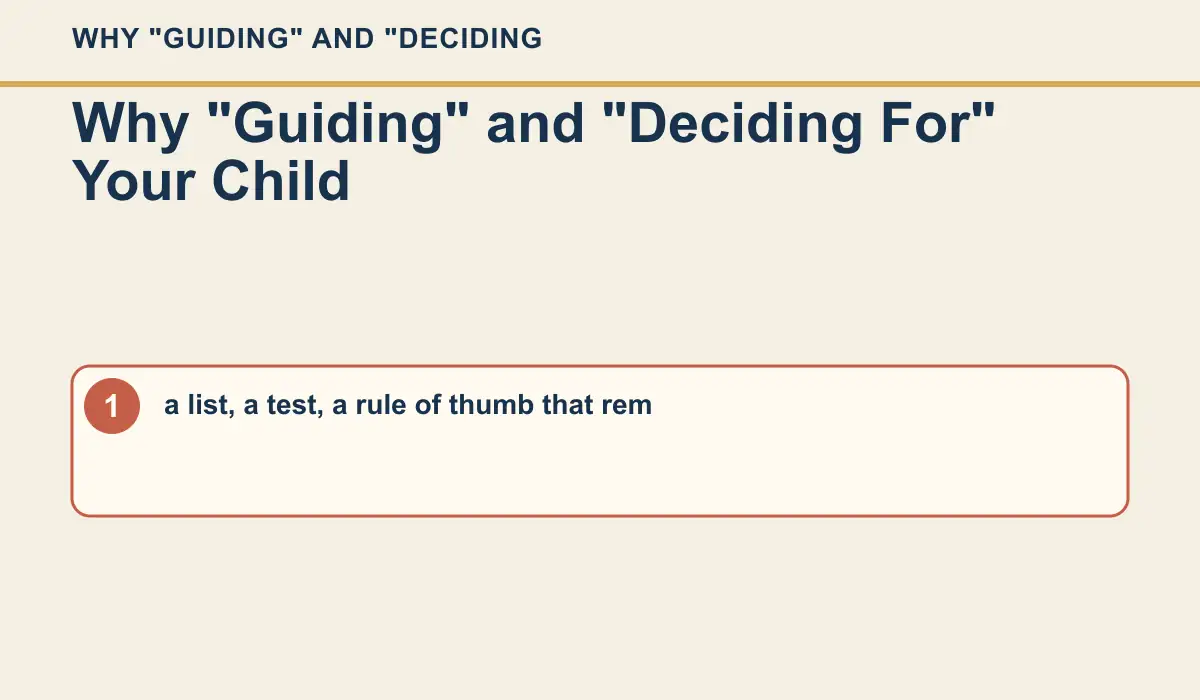 WHY "GUIDING" AND "DECIDING
Why "Guiding" and "Deciding For"
Your Child
1 a list, a test, a rule of thumb that rem